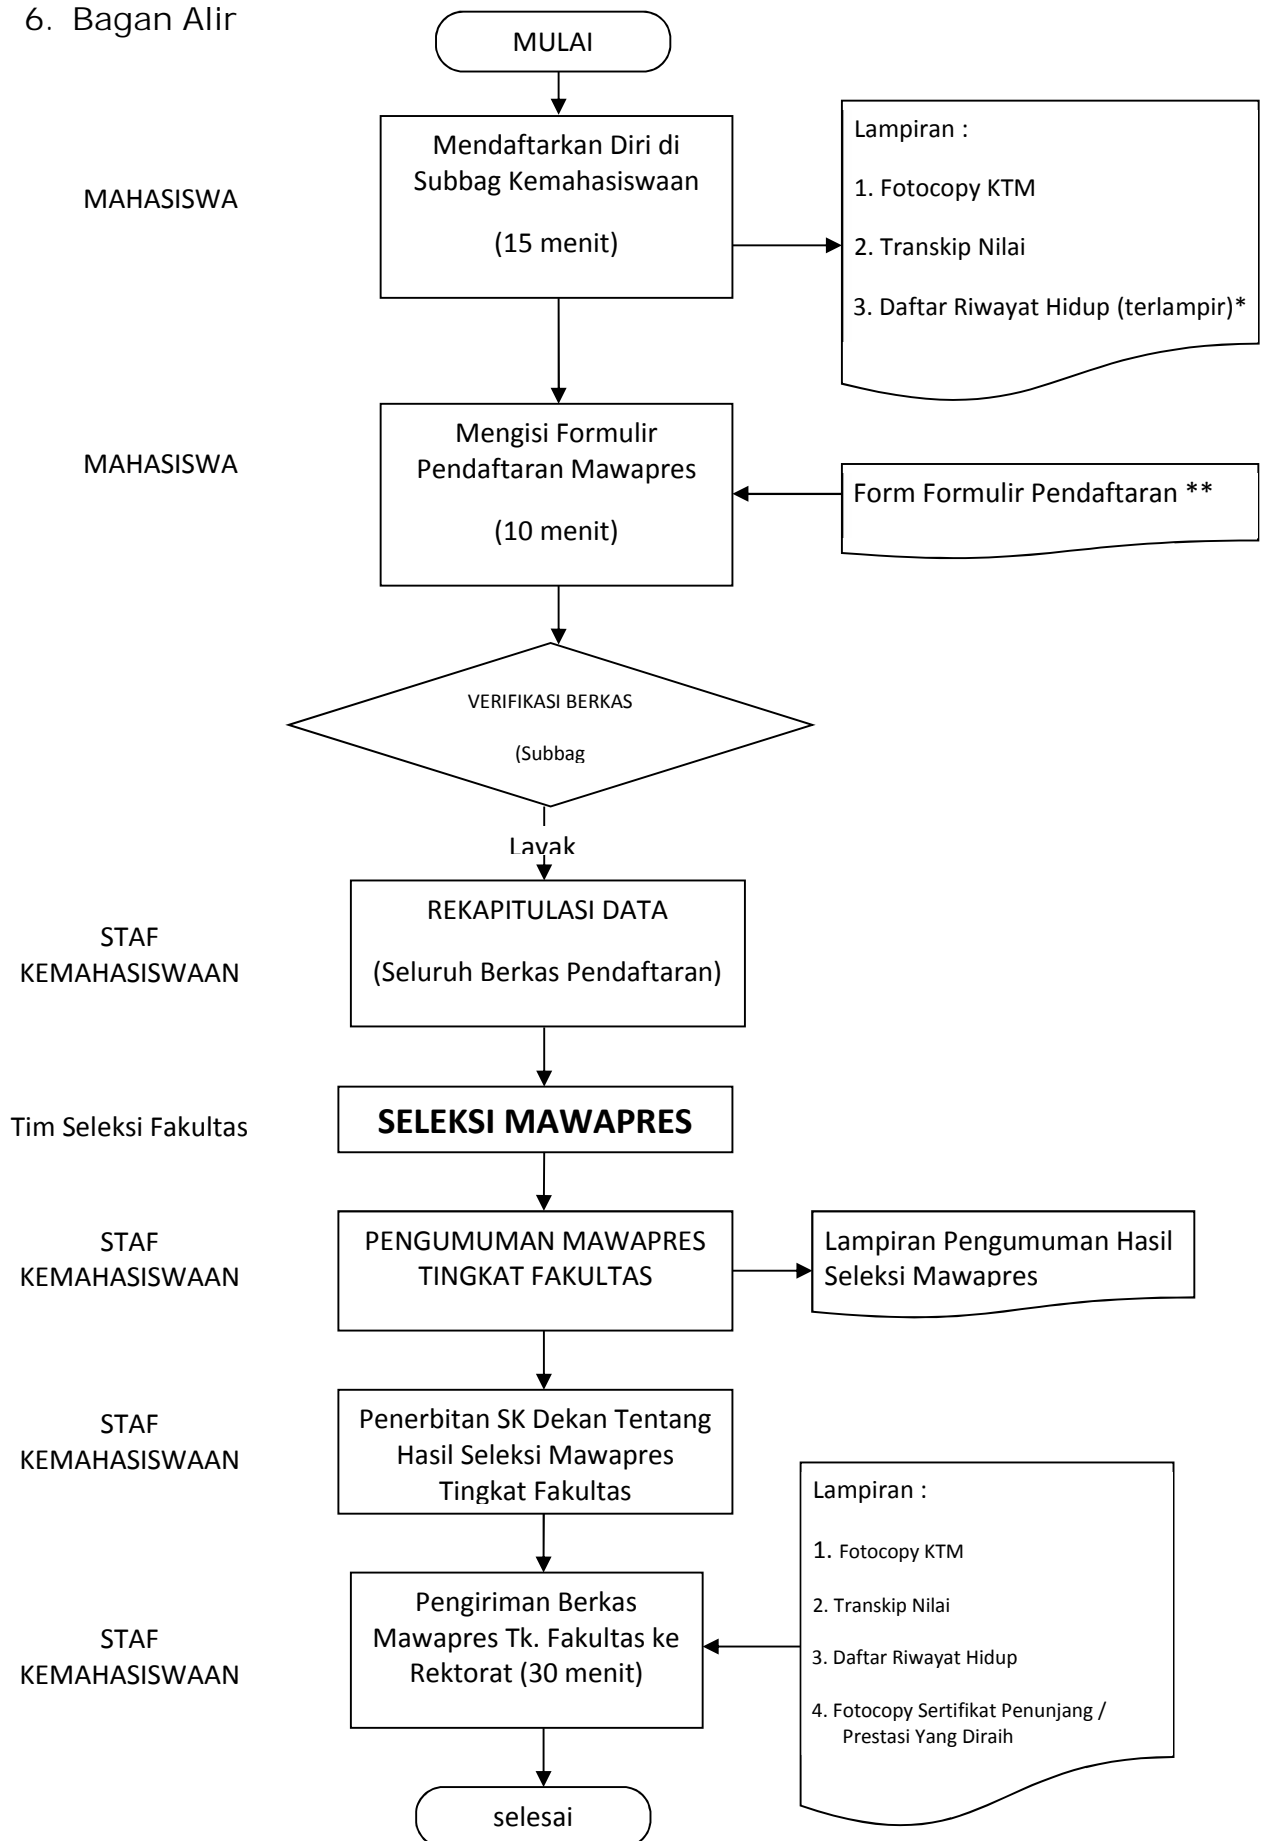 6. Bagan Alir
MULAI
MAHASISWA
Mendaftarkan Diri di
Subbag Kemahasiswaan
(15 menit)
Lampiran :
1. Fotocopy KTM
2. Transkip Nilai
3. Daftar Riwayat Hidup (terlampir)*
MAHASISWA
Mengisi Formulir
Pendaftaran Mawapres
(10 menit)
Form Formulir Pendaftaran **
VERIFIKASI BERKAS
(Subbag
Layak
STAF
KEMAHASISWAAN
REKAPITULASI DATA
(Seluruh Berkas Pendaftaran)
Tim Seleksi Fakultas
SELEKSI MAWAPRES
STAF
KEMAHASISWAAN
PENGUMUMAN MAWAPRES
TINGKAT FAKULTAS
Lampiran Pengumuman Hasil
Seleksi Mawapres
STAF
KEMAHASISWAAN
Penerbitan SK Dekan Tentang
Hasil Seleksi Mawapres
Tingkat Fakultas
STAF
KEMAHASISWAAN
Pengiriman Berkas
Mawapres Tk. Fakultas ke
Rektorat (30 menit)
Lampiran :
1. Fotocopy KTM
2. Transkip Nilai
3. Daftar Riwayat Hidup
4. Fotocopy Sertifikat Penunjang /
Prestasi Yang Diraih
selesai